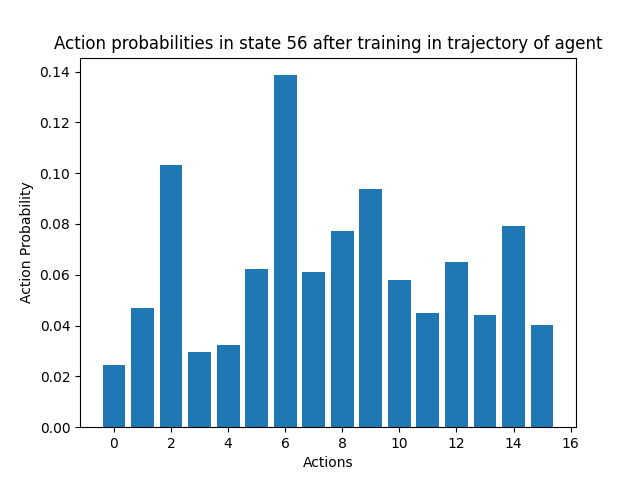 Action probabilities in state 56 after training in trajectory of agent
0.14
0.12
0.10
0.08
0.06
0.04
0.02
0.00
Action Probability
0 2 4 6 8 10 12 14 16
Actions